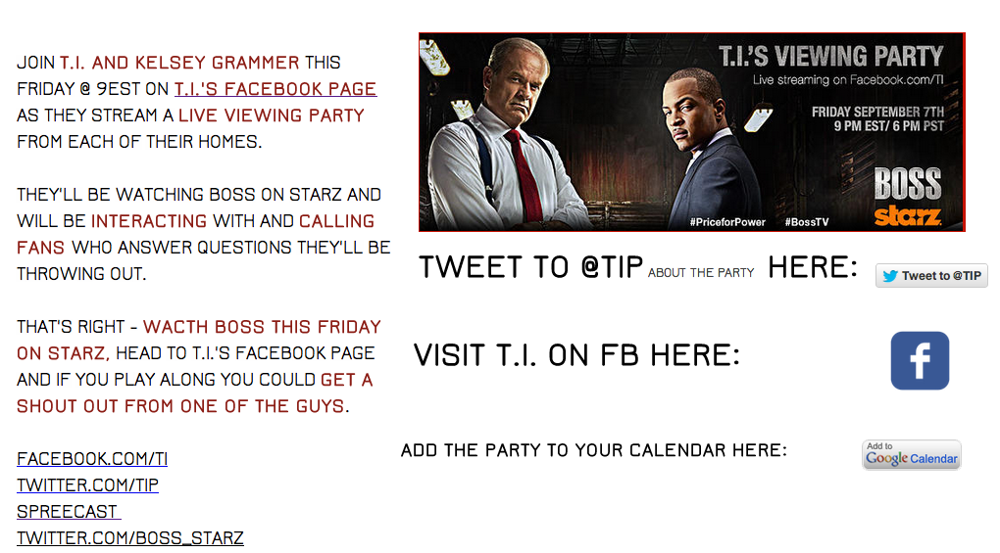 JOIN T.I. AND KELSEY GRAMMER THIS
FRIDAY @ 9EST ON T.I.'S FACEBOOK PAGE
AS THEY STREAM A LIVE VIEWING PARTY
FROM EACH OF THEIR HOMES.
THEY'LL BE WATCHING BOSS ON STARZ AND
WILL BE INTERACTING WITH AND CALLING
FANS WHO ANSWER QUESTIONS THEY'LL BE
THROWING OUT.
THAT'S RIGHT - WACTH BOSS THIS FRIDAY
ON STARZ, HEAD TO T.I.'S FACEBOOK PAGE
AND IF YOU PLAY ALONG YOU COULD GET A
SHOUT OUT FROM ONE OF THE GUYS.
FACEBOOK.COM/TI
TWITTER.COM/TIP
SPREECAST
TWITTER.COM/BOSS_STARZ
T.I.'S VIEWING PARTY
Live streaming on Facebook.com/TI
FRIDAY SEPTEMBER 7TH
9 PM EST/ 6 PM PST
BOSS
starz
#PriceforPower #BossTV
TWEET TO @TIP ABOUT THE PARTY HERE:
Tweet to @TIP
VISIT T.I. ON FB HERE:
f
ADD THE PARTY TO YOUR CALENDAR HERE:
Add to
Google Calendar